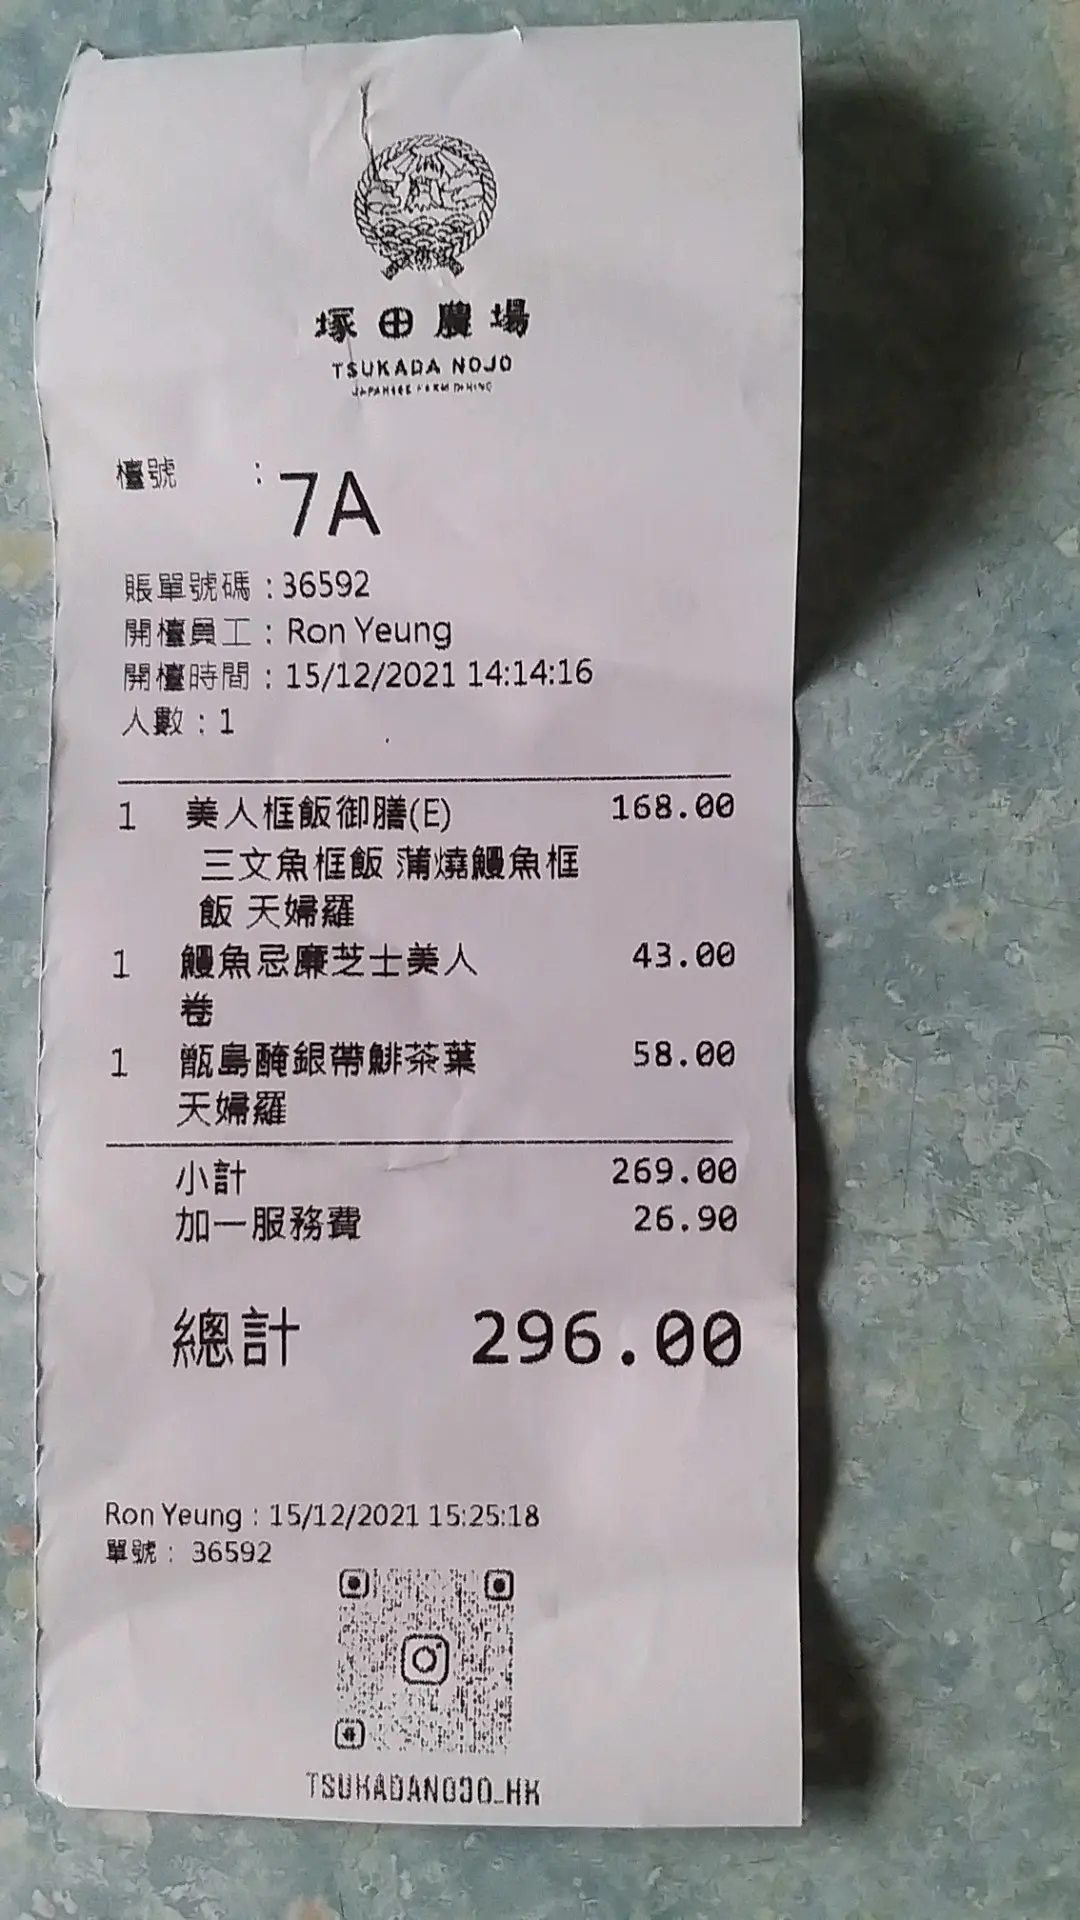 塚田農場
TSUKADA NOJO
JAPANESE FARM DINING
檯號 : 7A
賬單號碼 : 36592
開檯員工 : Ron Yeung
開檯時間 : 15/12/2021 14:14:16
人數 : 1
1 美人框飯御膳(E) 168.00
三文魚框飯 蒲燒鰻魚框
飯 天婦羅
1 鰻魚忌廉芝士美人 43.00
卷
1 甑島醃銀帶鯡茶葉 58.00
天婦羅
小計 269.00
加一服務費 26.90
總計 296.00
Ron Yeung : 15/12/2021 15:25:18
單號 : 36592
TSUKADANOJO_HK